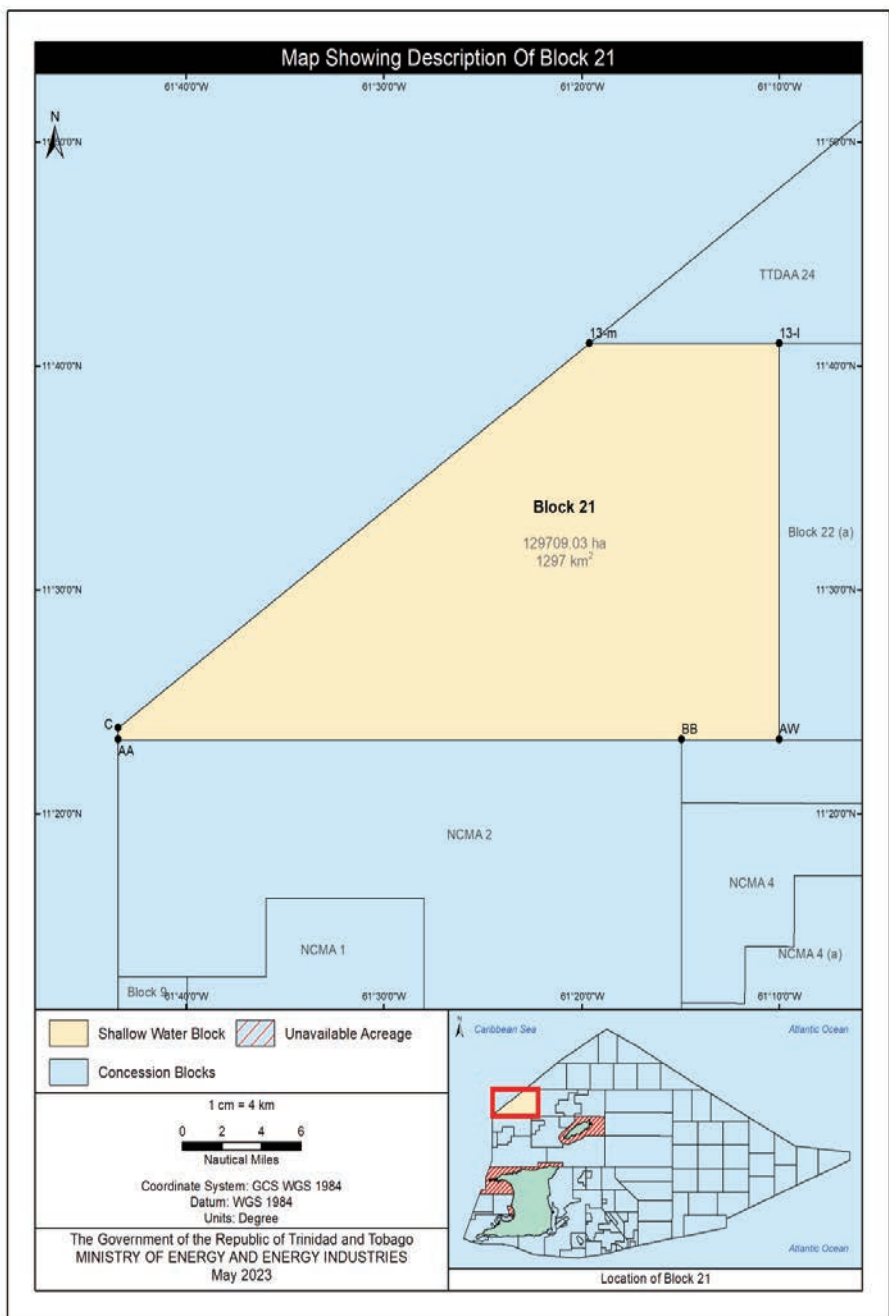 Map Showing Description Of Block 21
61°40'0"W 61°30'0"W 61°20'0"W 61°10'0"W
N
11°50'0"N 11°50'0"N
TTDAA 24
13-m 13-l
11°40'0"N 11°40'0"N
Block 21
129709.03 ha
1297 km²
Block 22 (a)
11°30'0"N 11°30'0"N
C
AA BB AW
11°20'0"N 11°20'0"N
NCMA 2
NCMA 4
NCMA 1
NCMA 4 (a)
Block 9
61°40'0"W 61°30'0"W 61°20'0"W 61°10'0"W
Shallow Water Block Unavailable Acreage
Concession Blocks
1 cm = 4 km
0 2 4 6
Nautical Miles
Coordinate System: GCS WGS 1984
Datum: WGS 1984
Units: Degree
The Government of the Republic of Trinidad and Tobago
MINISTRY OF ENERGY AND ENERGY INDUSTRIES
May 2023
N
Caribbean Sea Atlantic Ocean
Atlantic Ocean
Location of Block 21